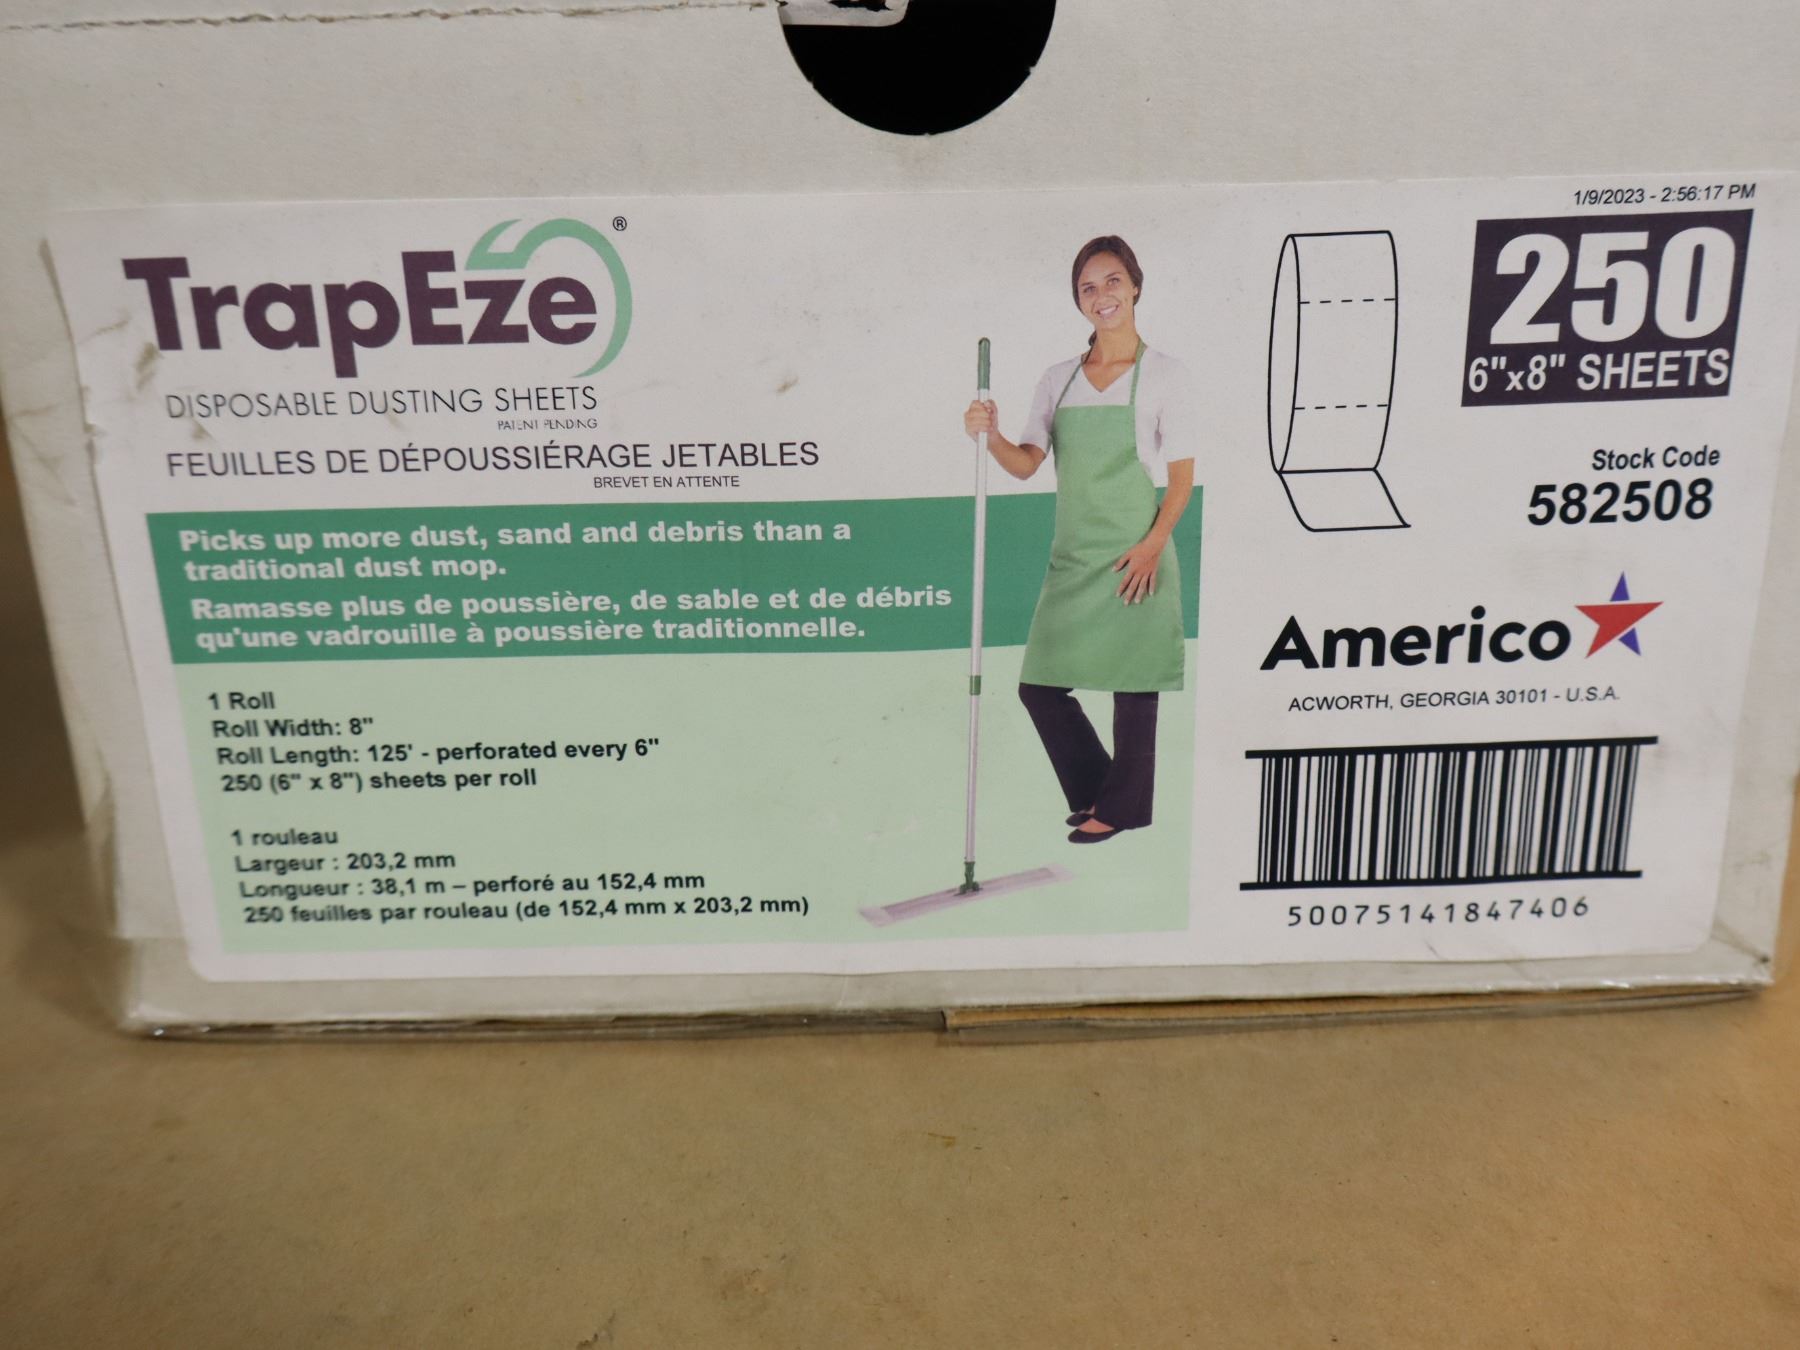 1/9/2023 - 2:56:17 PM
TrapEze®
DISPOSABLE DUSTING SHEETS
PATENT PENDING
FEUILLES DE DÉPOUSSIÉRAGE JETABLES
BREVET EN ATTENTE
Picks up more dust, sand and debris than a
traditional dust mop.
Ramasse plus de poussière, de sable et de débris
qu'une vadrouille à poussière traditionnelle.
1 Roll
Roll Width: 8"
Roll Length: 125' - perforated every 6"
250 (6" x 8") sheets per roll
1 rouleau
Largeur : 203,2 mm
Longueur : 38,1 m – perforé au 152,4 mm
250 feuilles par rouleau (de 152,4 mm x 203,2 mm)
250
6"x8" SHEETS
Stock Code
582508
Americo
ACWORTH, GEORGIA 30101 - U.S.A.
50075141847406